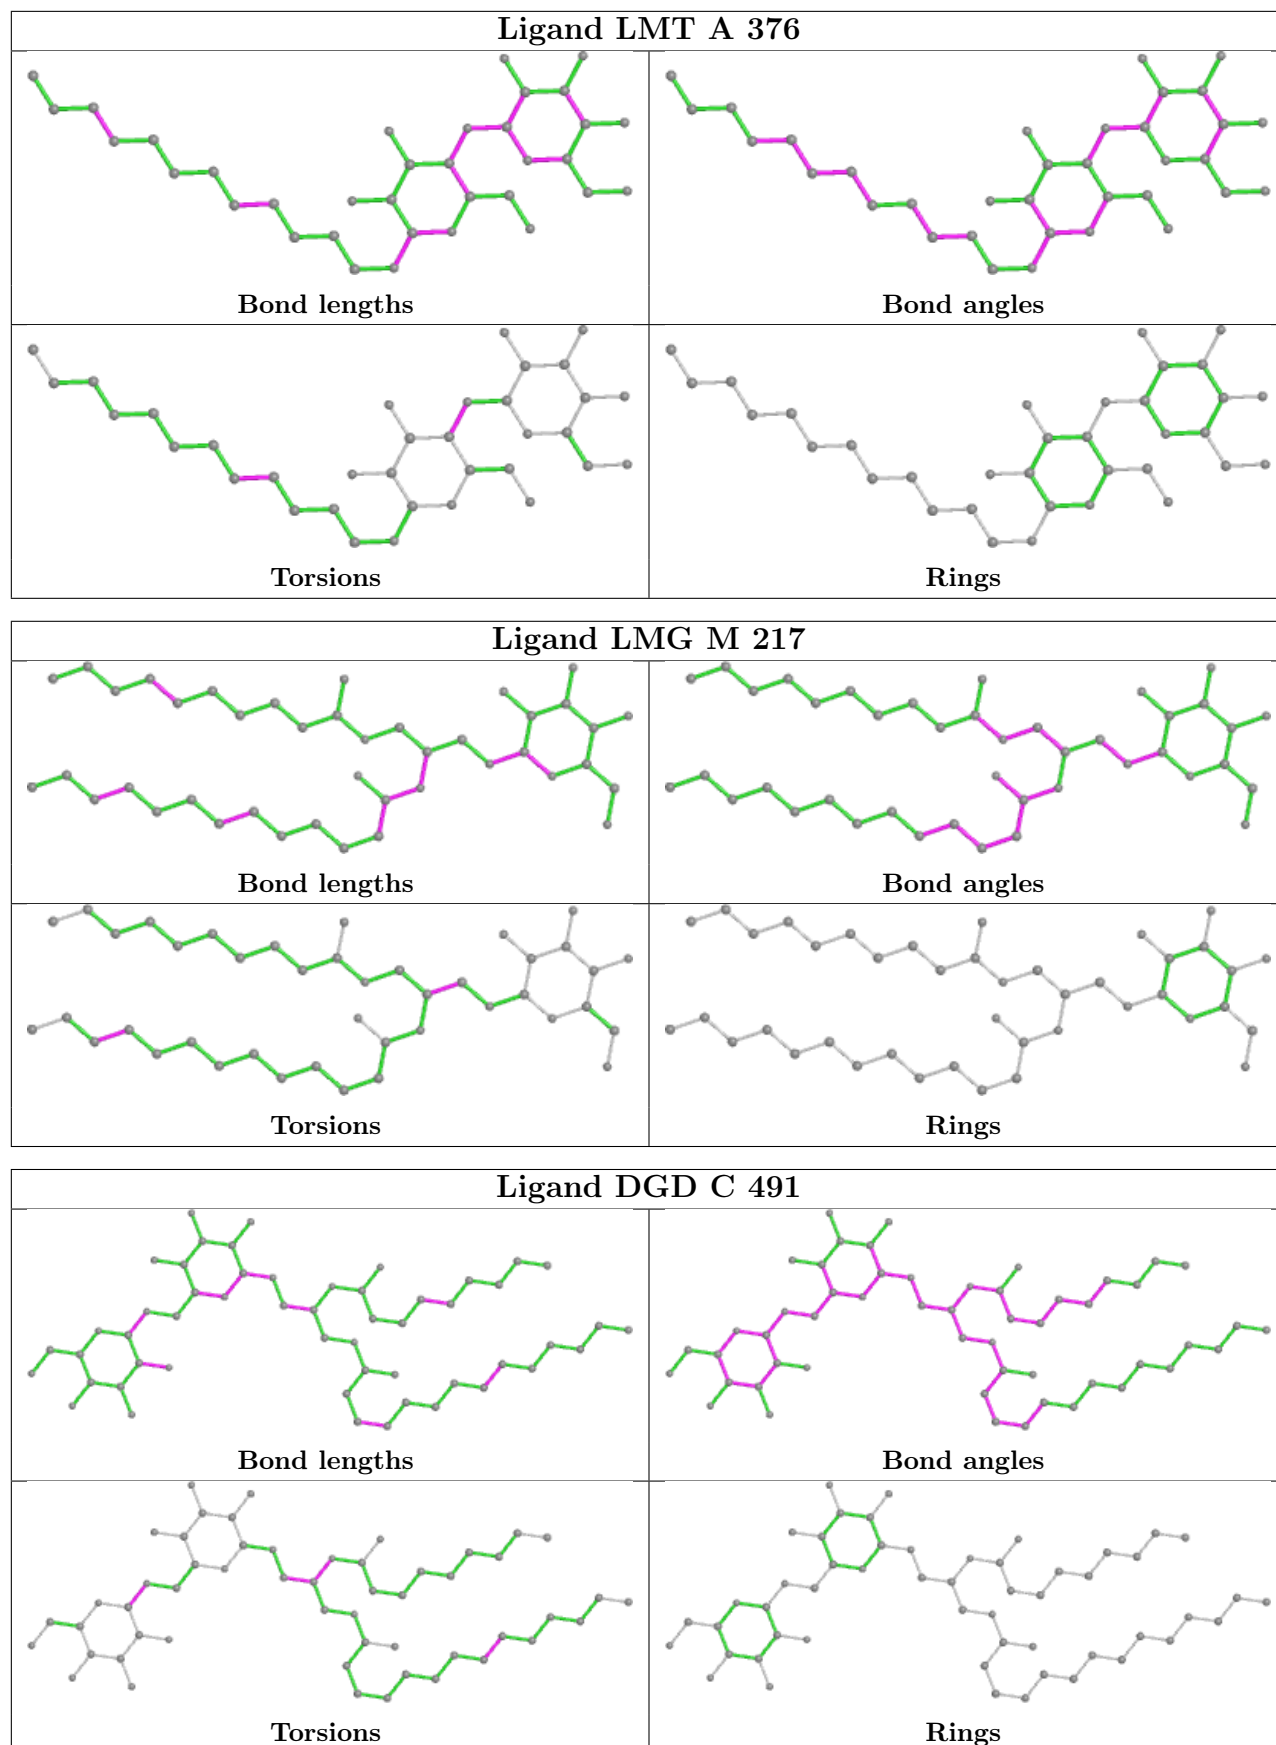 Ligand LMT A 376
Bond lengths
Bond angles
Torsions
Rings
Ligand LMG M 217
Bond lengths
Bond angles
Torsions
Rings
Ligand DGD C 491
Bond lengths
Bond angles
Torsions
Rings